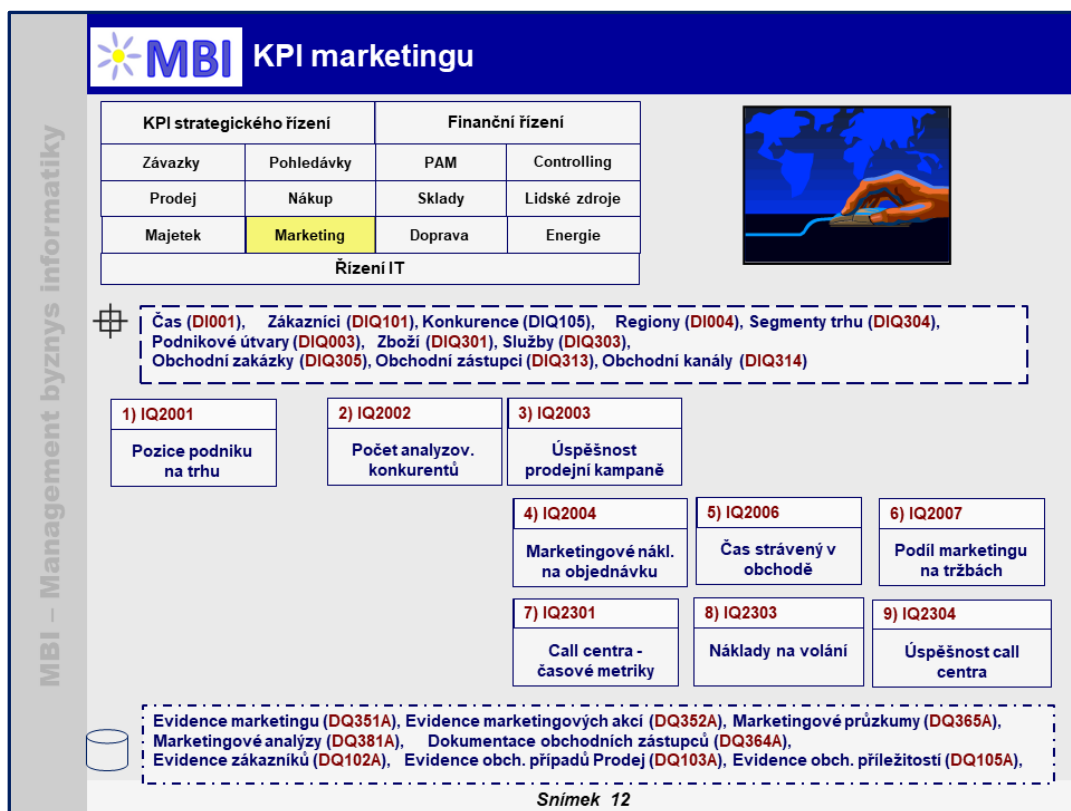 MBI – Management byznys informatiky
MBI KPI marketingu
KPI strategického řízení Finanční řízení
Závazky Pohledávky PAM Controlling
Prodej Nákup Sklady Lidské zdroje
Majetek Marketing Doprava Energie
Řízení IT
Čas (DI001), Zákazníci (DIQ101), Konkurence (DIQ105), Regiony (DI004), Segmenty trhu (DIQ304),
Podnikové útvary (DIQ003), Zboží (DIQ301), Služby (DIQ303),
Obchodní zakázky (DIQ305), Obchodní zástupci (DIQ313), Obchodní kanály (DIQ314)
1) IQ2001
Pozice podniku
na trhu
2) IQ2002
Počet analyzov.
konkurentů
3) IQ2003
Úspěšnost
prodejní kampaně
4) IQ2004
Marketingové nákl.
na objednávku
5) IQ2006
Čas strávený v
obchodě
6) IQ2007
Podíl marketingu
na tržbách
7) IQ2301
Call centra -
časové metriky
8) IQ2303
Náklady na volání
9) IQ2304
Úspěšnost call
centra
Evidence marketingu (DQ351A), Evidence marketingových akcí (DQ352A), Marketingové průzkumy (DQ365A),
Marketingové analýzy (DQ381A), Dokumentace obchodních zástupců (DQ364A),
Evidence zákazníků (DQ102A), Evidence obch. případů Prodej (DQ103A), Evidence obch. příležitostí (DQ105A),
Snímek 12